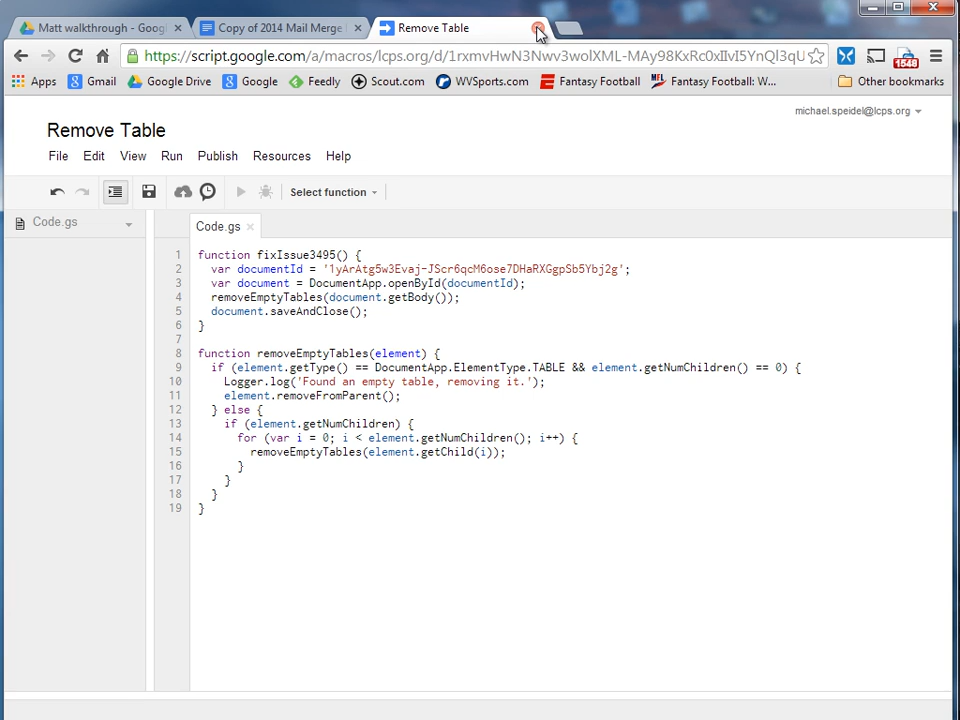 Matt walkthrough - Goog
Copy of 2014 Mail Merge
Remove Table
https://script.google.com/a/macros/lcps.org/d/1rxmvHwN3Nwv3wolXML-MAy98KxRc0xIIvI5YnQl3qU
1548
Apps
Gmail
Google Drive
Google
Feedly
Scout.com
WVSports.com
Fantasy Football
Fantasy Football: W...
Other bookmarks
michael.speidel@lcps.org
Remove Table
File Edit View Run Publish Resources Help
Select function
Code.gs
Code.gs
1 function fixIssue3495() {
2 var documentId = '1yArAtg5w3Evaj-JScr6qcM6ose7DHaRXGgpSb5Ybj2g';
3 var document = DocumentApp.openById(documentId);
4 removeEmptyTables(document.getBody());
5 document.saveAndClose();
6 }
7
8 function removeEmptyTables(element) {
9 if (element.getType() == DocumentApp.ElementType.TABLE && element.getNumChildren() == 0) {
10 Logger.log('Found an empty table, removing it.');
11 element.removeFromParent();
12 } else {
13 if (element.getNumChildren) {
14 for (var i = 0; i < element.getNumChildren(); i++) {
15 removeEmptyTables(element.getChild(i));
16 }
17 }
18 }
19 }